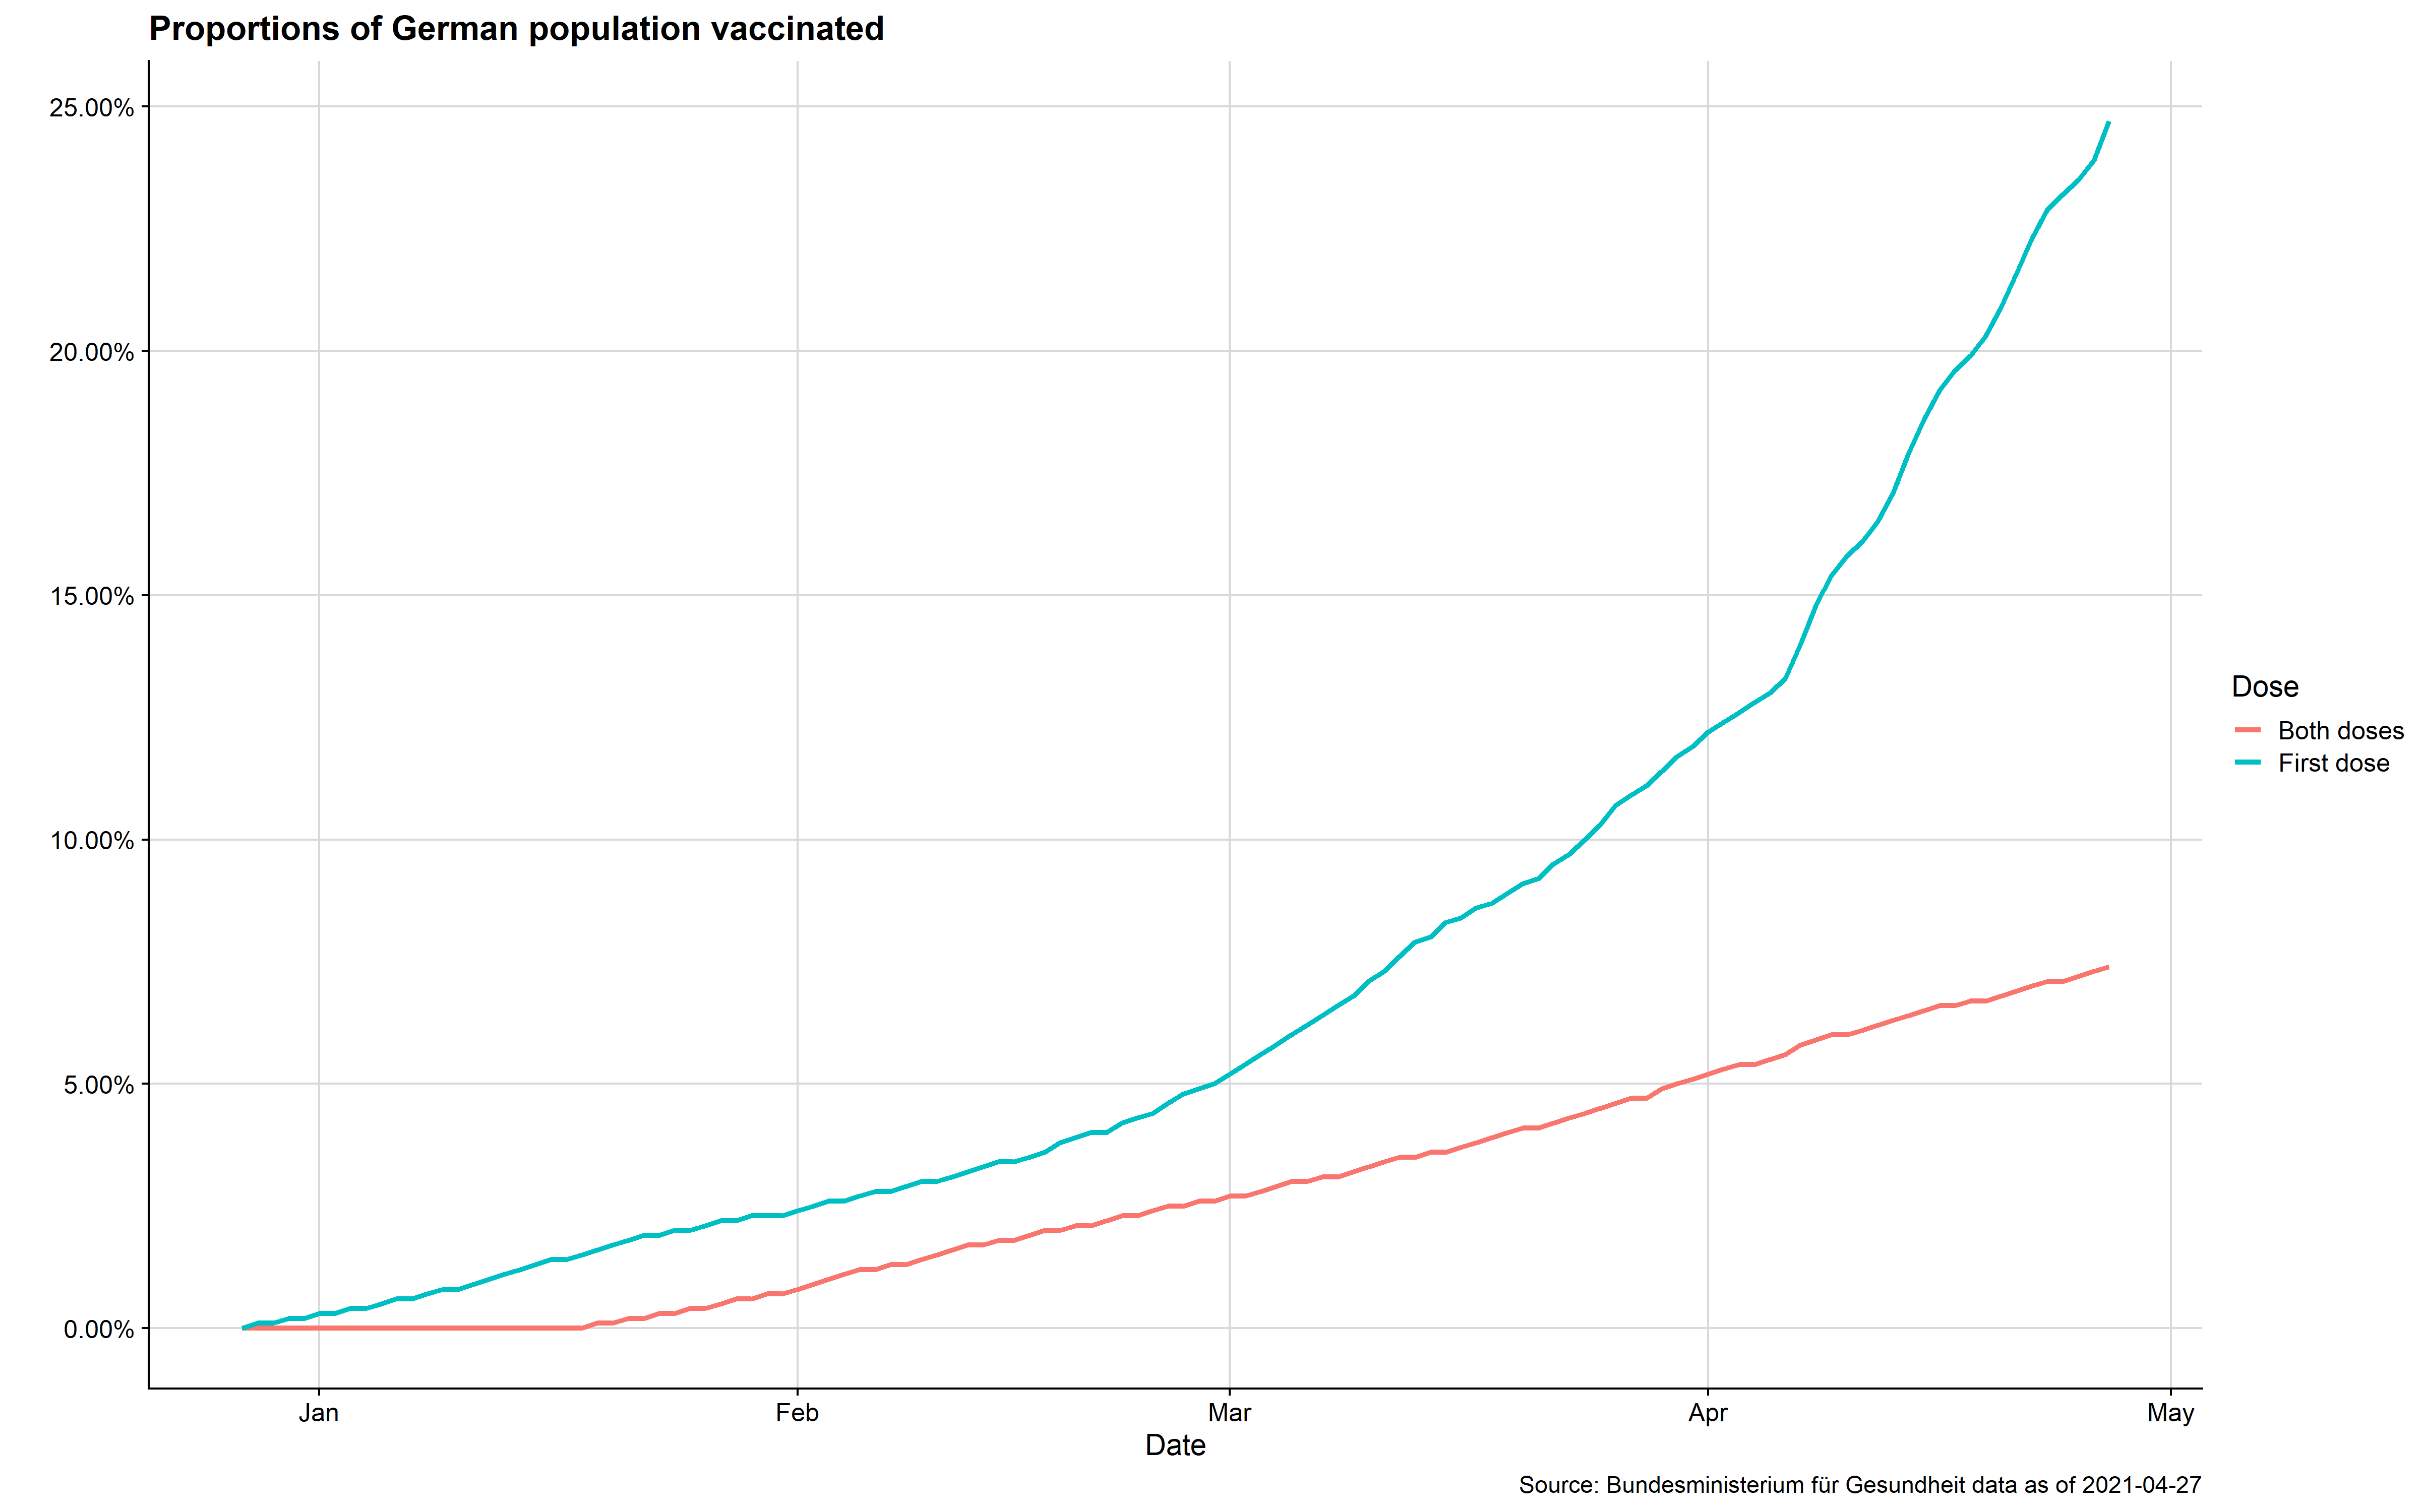 Proportions of German population vaccinated
25.00%
20.00%
15.00%
10.00%
5.00%
0.00%
Jan Feb Mar Apr May
Date
Dose
Both doses
First dose
Source: Bundesministerium für Gesundheit data as of 2021-04-27